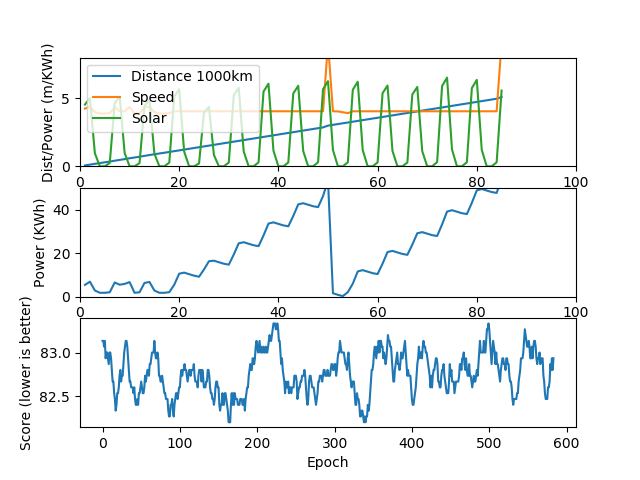 Dist/Power (m/KWh)
Distance 1000km
Speed
Solar
5
0
0 20 40 60 80 100
Power (KWh)
40
20
0
0 20 40 60 80 100
Score (lower is better)
83.0
82.5
0 100 200 300 400 500 600
Epoch